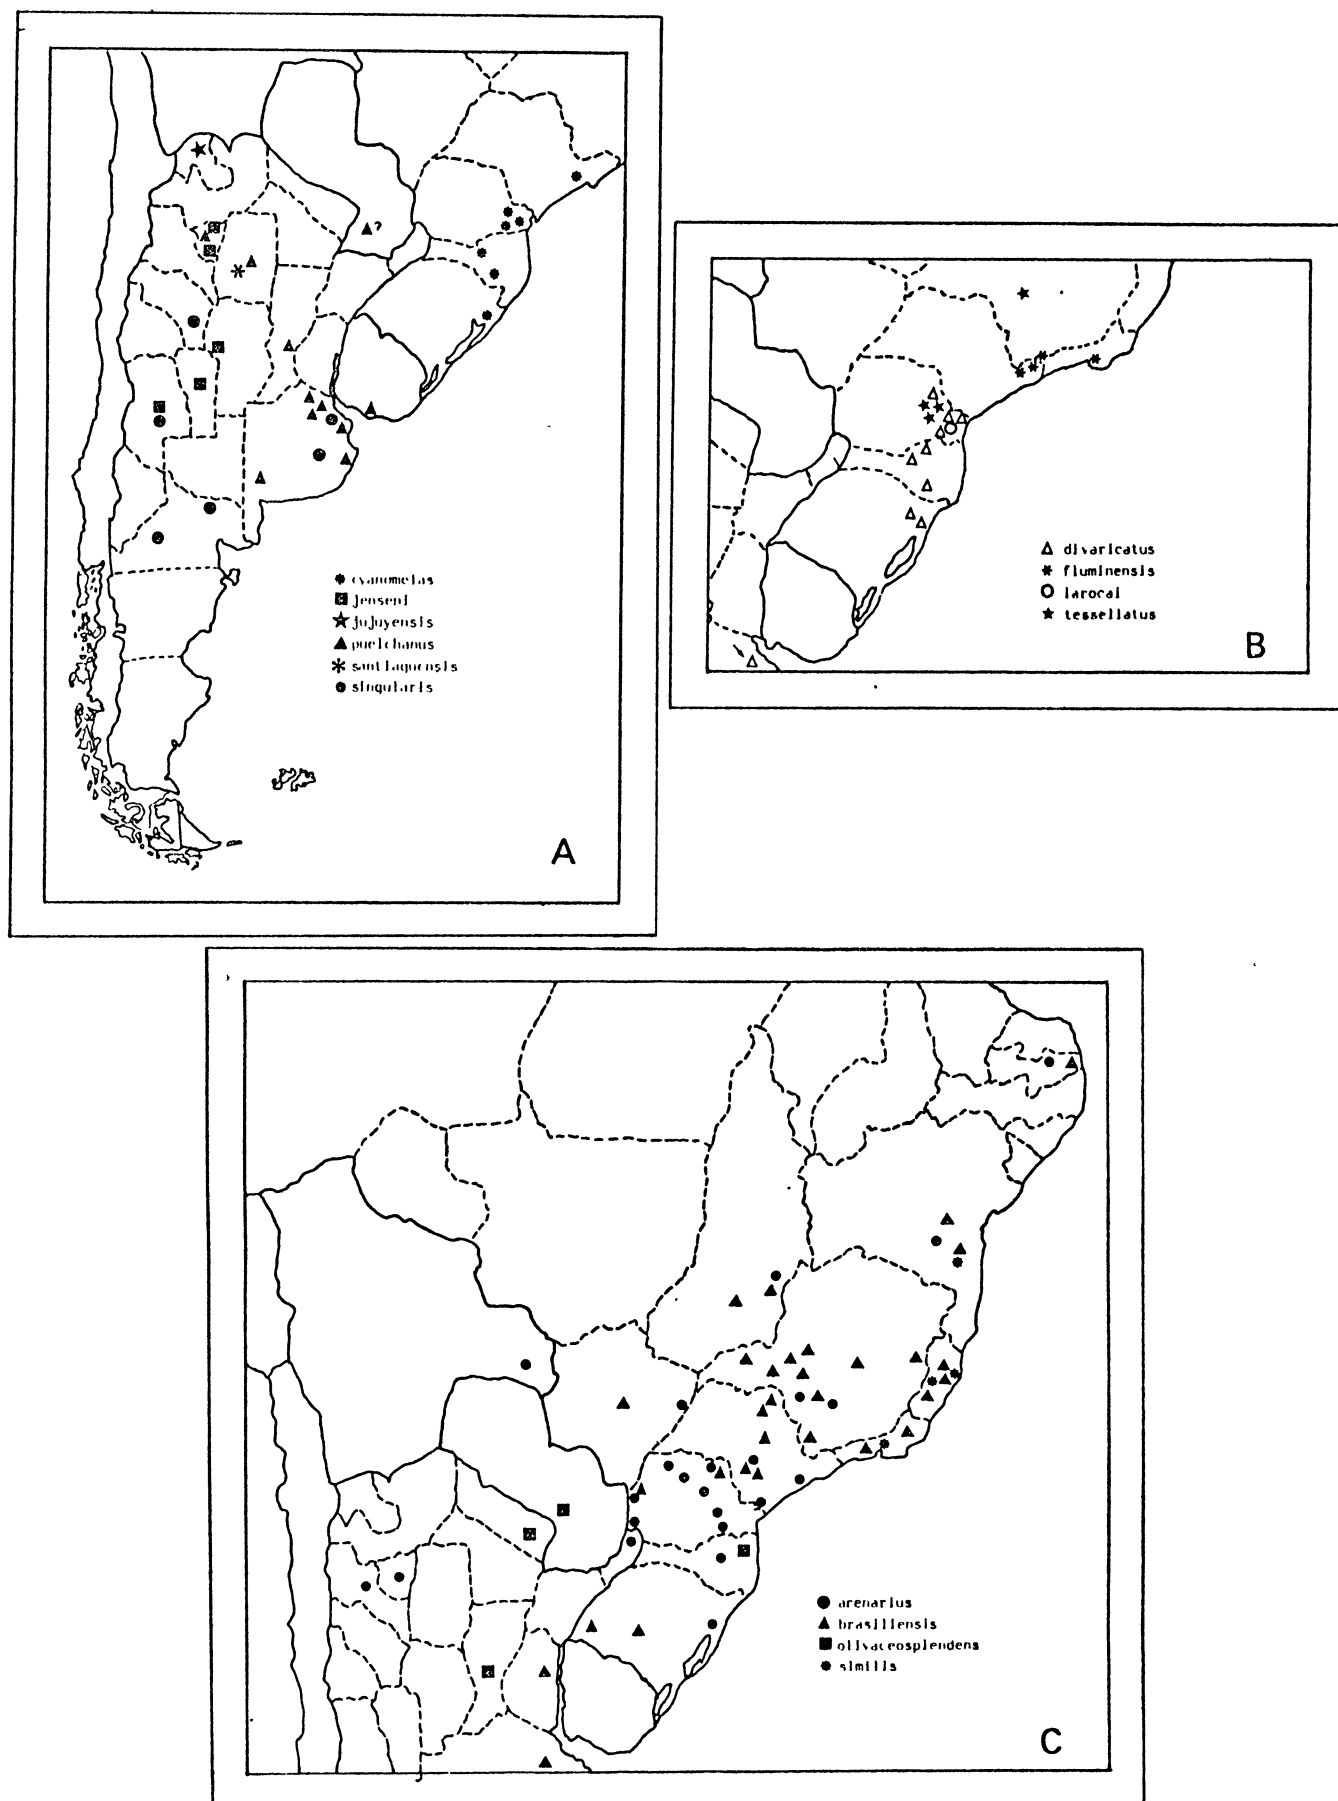 ?
cyanomelas
jenseni
jujuyensis
puelchanus
santiaguensis
singularis
A
divaricatus
fluminensis
larocai
tessellatus
B
arenarius
brasiliensis
olivaceosplendens
similis
C